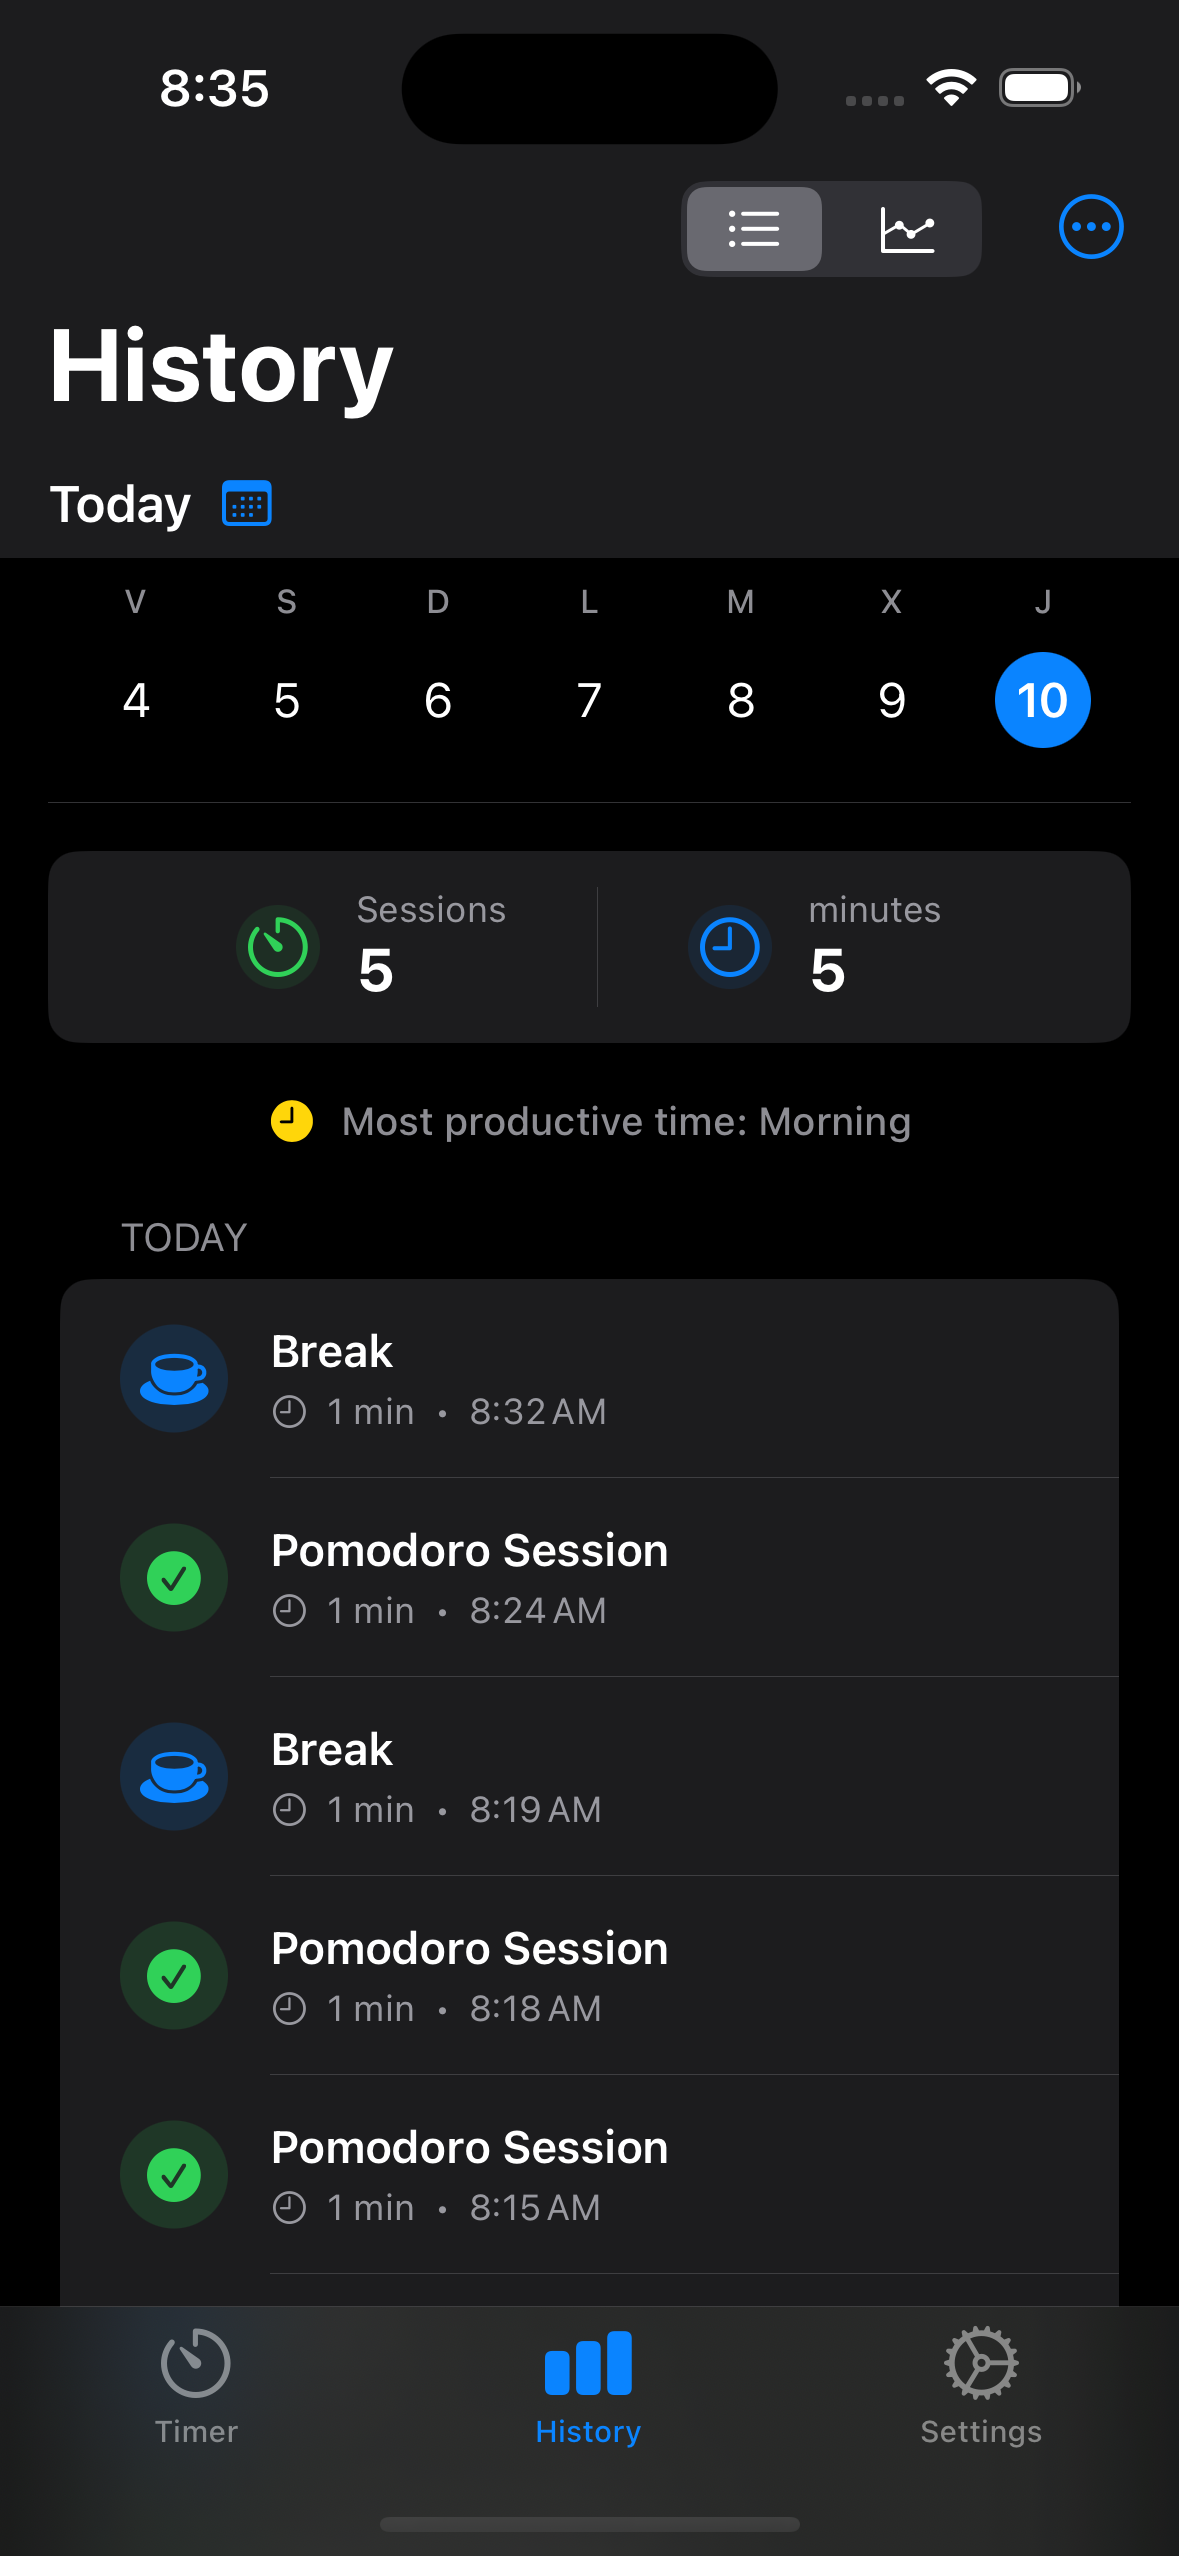 8:35
History
Today
V S D L M X J
4 5 6 7 8 9 10
Sessions
5
minutes
5
Most productive time: Morning
TODAY
Break
1 min • 8:32 AM
Pomodoro Session
1 min • 8:24 AM
Break
1 min • 8:19 AM
Pomodoro Session
1 min • 8:18 AM
Pomodoro Session
1 min • 8:15 AM
Timer
History
Settings